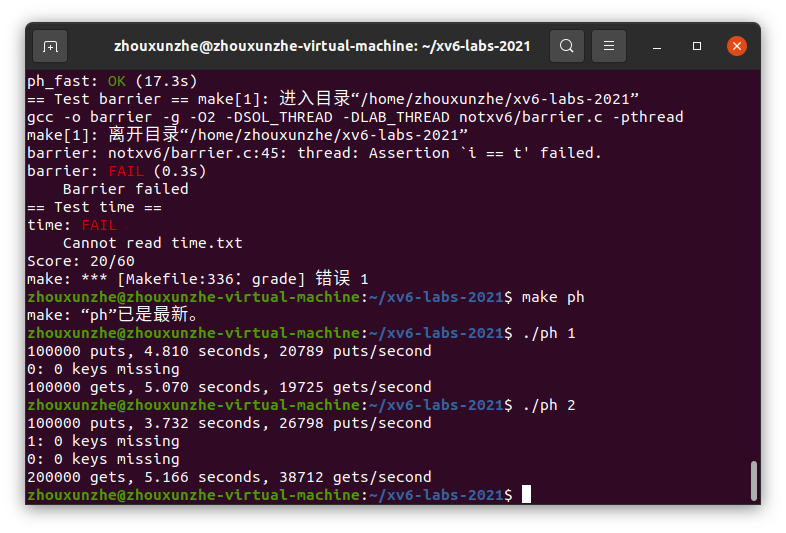 zhouxunzhe@zhouxunzhe-virtual-machine: ~/xv6-labs-2021
ph_fast: OK (17.3s)
== Test barrier == make[1]: 进入目录“/home/zhouxunzhe/xv6-labs-2021”
gcc -o barrier -g -O2 -DSOL_THREAD -DLAB_THREAD notxv6/barrier.c -pthread
make[1]: 离开目录“/home/zhouxunzhe/xv6-labs-2021”
barrier: notxv6/barrier.c:45: thread: Assertion `i == t' failed.
barrier: FAIL (0.3s)
    Barrier failed
== Test time ==
time: FAIL
    Cannot read time.txt
Score: 20/60
make: *** [Makefile:336：grade] 错误 1
zhouxunzhe@zhouxunzhe-virtual-machine:~/xv6-labs-2021$ make ph
make: “ph”已是最新。
zhouxunzhe@zhouxunzhe-virtual-machine:~/xv6-labs-2021$ ./ph 1
100000 puts, 4.810 seconds, 20789 puts/second
0: 0 keys missing
100000 gets, 5.070 seconds, 19725 gets/second
zhouxunzhe@zhouxunzhe-virtual-machine:~/xv6-labs-2021$ ./ph 2
100000 puts, 3.732 seconds, 26798 puts/second
1: 0 keys missing
0: 0 keys missing
200000 gets, 5.166 seconds, 38712 gets/second
zhouxunzhe@zhouxunzhe-virtual-machine:~/xv6-labs-2021$